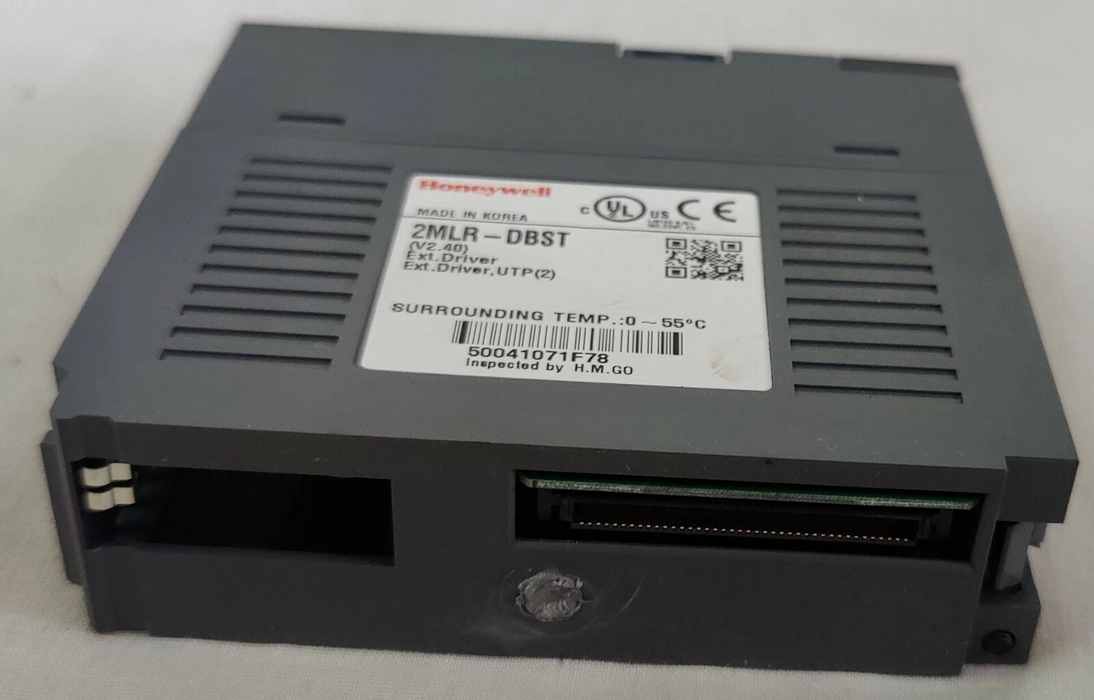 Honeywell
MADE IN KOREA
c UL US CE
2MLR-DBST
(V2.40)
Ext.Driver
Ext.Driver,UTP(2)
SURROUNDING TEMP.:0 ~ 55ºC
50041071F78
Inspected by H.M.GO